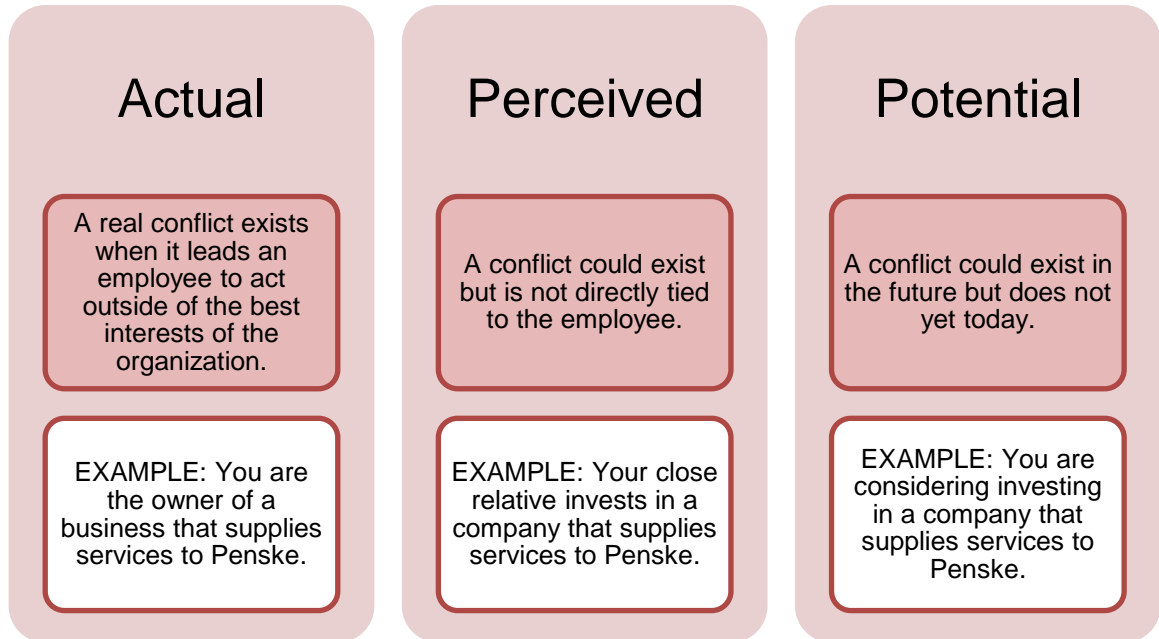 Actual
A real conflict exists
when it leads an
employee to act
outside of the best
interests of the
organization.
EXAMPLE: You are
the owner of a
business that supplies
services to Penske.
Perceived
A conflict could exist
but is not directly tied
to the employee.
EXAMPLE: Your close
relative invests in a
company that supplies
services to Penske.
Potential
A conflict could exist in
the future but does not
yet today.
EXAMPLE: You are
considering investing
in a company that
supplies services to
Penske.